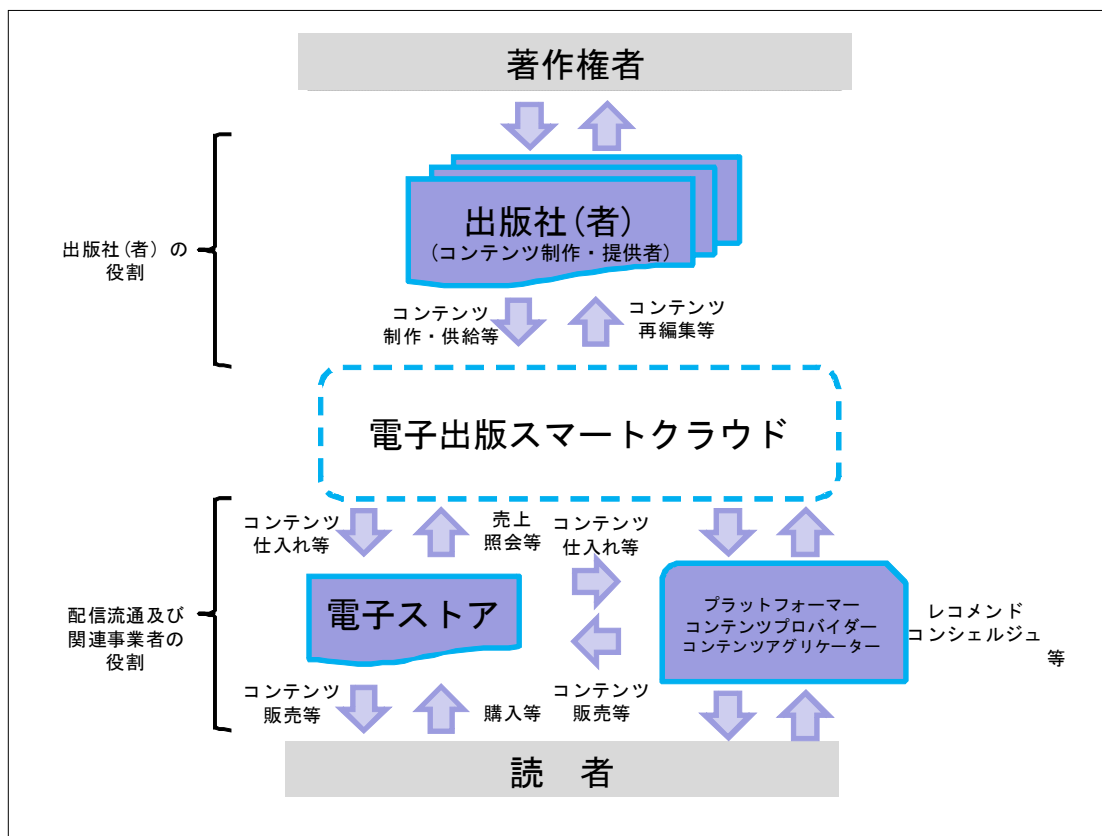 著作権者
出版社(者)
(コンテンツ制作・提供者)
出版社(者) の
役割
コンテンツ
制作・供給等
コンテンツ
再編集等
電子出版スマートクラウド
コンテンツ
仕入れ等
売上
照会等
コンテンツ
仕入れ等
電子ストア
プラットフォーマー
コンテンツプロバイダー
コンテンツアグリケーター
レコメンド
コンシェルジュ
等
配信流通及び
関連事業者の
役割
コンテンツ
販売等
購入等
コンテンツ
販売等
読 者